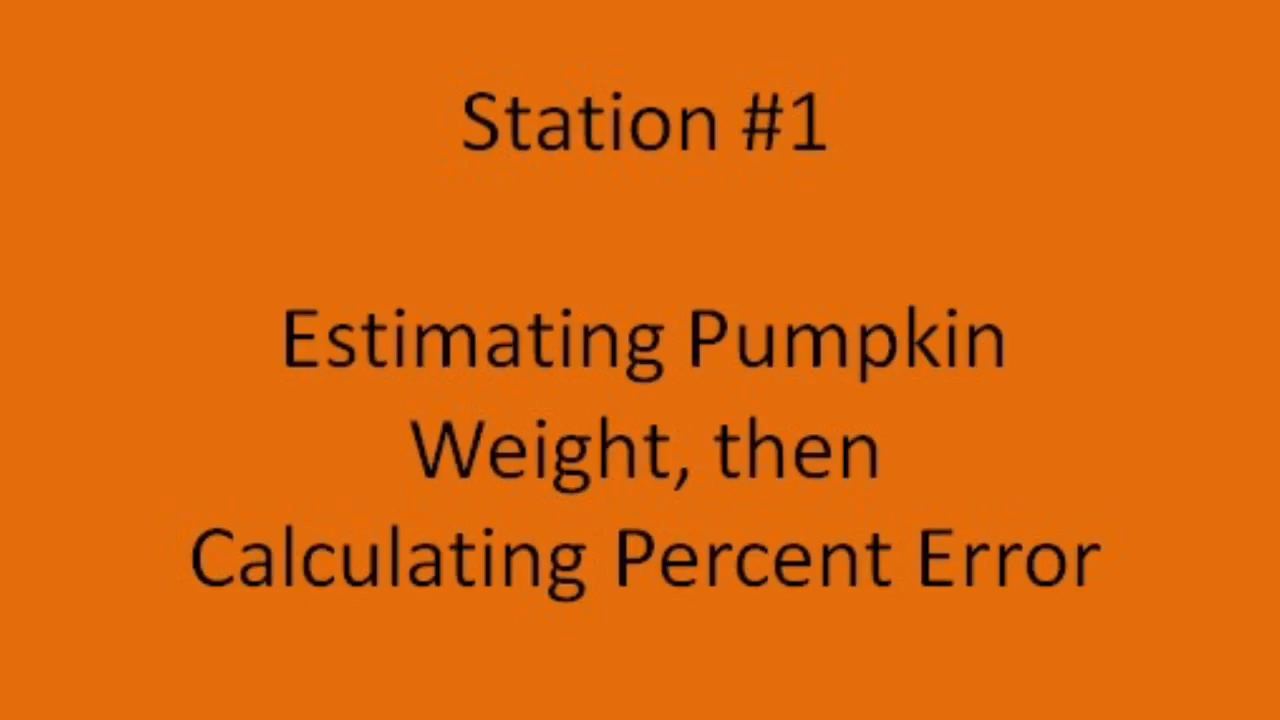 Station #1
Estimating Pumpkin
Weight, then
Calculating Percent Error